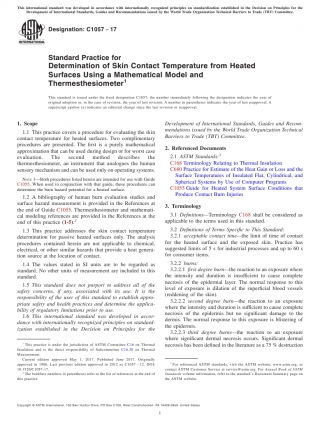 This international standard was developed in accordance with internationally recognized principles on standardization established in the Decision on Principles for the
Development of International Standards, Guides and Recommendations issued by the World Trade Organization Technical Barriers to Trade (TBT) Committee.
Designation: C1057 − 17
Standard Practice for
Determination of Skin Contact Temperature from Heated
Surfaces Using a Mathematical Model and
Thermesthesiometer1
This standard is issued under the fixed designation C1057; the number immediately following the designation indicates the year of
original adoption or, in the case of revision, the year of last revision. A number in parentheses indicates the year of last reapproval. A
superscript epsilon (ε) indicates an editorial change since the last revision or reapproval.
1. Scope
1.1 This practice covers a procedure for evaluating the skin
contact temperature for heated surfaces. Two complimentary
procedures are presented. The first is a purely mathematical
approximation that can be used during design or for worst case
evaluation. The second method describes the
thermesthesiometer, an instrument that analogues the human
sensory mechanism and can be used only on operating systems.
NOTE 1—Both procedures listed herein are intended for use with Guide
C1055. When used in conjunction with that guide, these procedures can
determine the burn hazard potential for a heated surface.
1.2 A bibliography of human burn evaluation studies and
surface hazard measurement is provided in the References at
the end of Guide C1055. Thermesthesiometer and mathemati-
cal modeling references are provided in the References at the
end of this practice (1-5).2
1.3 This practice addresses the skin contact temperature
determination for passive heated surfaces only. The analysis
procedures contained herein are not applicable to chemical,
electrical, or other similar hazards that provide a heat genera-
tion source at the location of contact.
1.4 The values stated in SI units are to be regarded as
standard. No other units of measurement are included in this
standard.
1.5 This standard does not purport to address all of the
safety concerns, if any, associated with its use. It is the
responsibility of the user of this standard to establish appro-
priate safety and health practices and determine the applica-
bility of regulatory limitations prior to use.
1.6 This international standard was developed in accor-
dance with internationally recognized principles on standard-
ization established in the Decision on Principles for the
1 This practice is under the jurisdiction of ASTM Committee C16 on Thermal
Insulation and is the direct responsibility of Subcommittee C16.30 on Thermal
Measurement.
Current edition approved May 1, 2017. Published June 2017. Originally
approved in 1986. Last previous edition approved in 2012 as C1057 – 12. DOI:
10.1520/C1057-17.
2 The boldface numbers in parentheses refer to the list of references at the end of
this practice.
Development of International Standards, Guides and Recom-
mendations issued by the World Trade Organization Technical
Barriers to Trade (TBT) Committee.
2. Referenced Documents
2.1 ASTM Standards:3
C168 Terminology Relating to Thermal Insulation
C680 Practice for Estimate of the Heat Gain or Loss and the
Surface Temperatures of Insulated Flat, Cylindrical, and
Spherical Systems by Use of Computer Programs
C1055 Guide for Heated System Surface Conditions that
Produce Contact Burn Injuries
3. Terminology
3.1 Definitions—Terminology C168 shall be considered as
applicable to the terms used in this standard.
3.2 Definitions of Terms Specific to This Standard:
3.2.1 acceptable contact time—the limit of time of contact
for the heated surface and the exposed skin. Practice has
suggested limits of 5 s for industrial processes and up to 60 s
for consumer items.
3.2.2 burns:
3.2.2.1 first degree burn—the reaction to an exposure where
the intensity and duration is insufficient to cause complete
necrosis of the epidermal layer. The normal response to this
level of exposure is dilation of the superficial blood vessels
(reddening of the skin).
3.2.2.2 second degree burn—the reaction to an exposure
where the intensity and duration is sufficient to cause complete
necrosis of the epidermis but no significant damage to the
dermis. The normal response to this exposure is blistering of
the epidermis.
3.2.2.3 third degree burn—the reaction to an exposure
where significant dermal necrosis occurs. Significant dermal
necrosis has been defined in the literature as a 75 % destruction
3 For referenced ASTM standards, visit the ASTM website, www.astm.org, or
contact ASTM Customer Service at service@astm.org. For Annual Book of ASTM
Standards volume information, refer to the standard's Document Summary page on
the ASTM website.
Copyright © ASTM International, 100 Barr Harbor Drive, PO Box C700, West Conshohocken, PA 19428-2959. United States
1